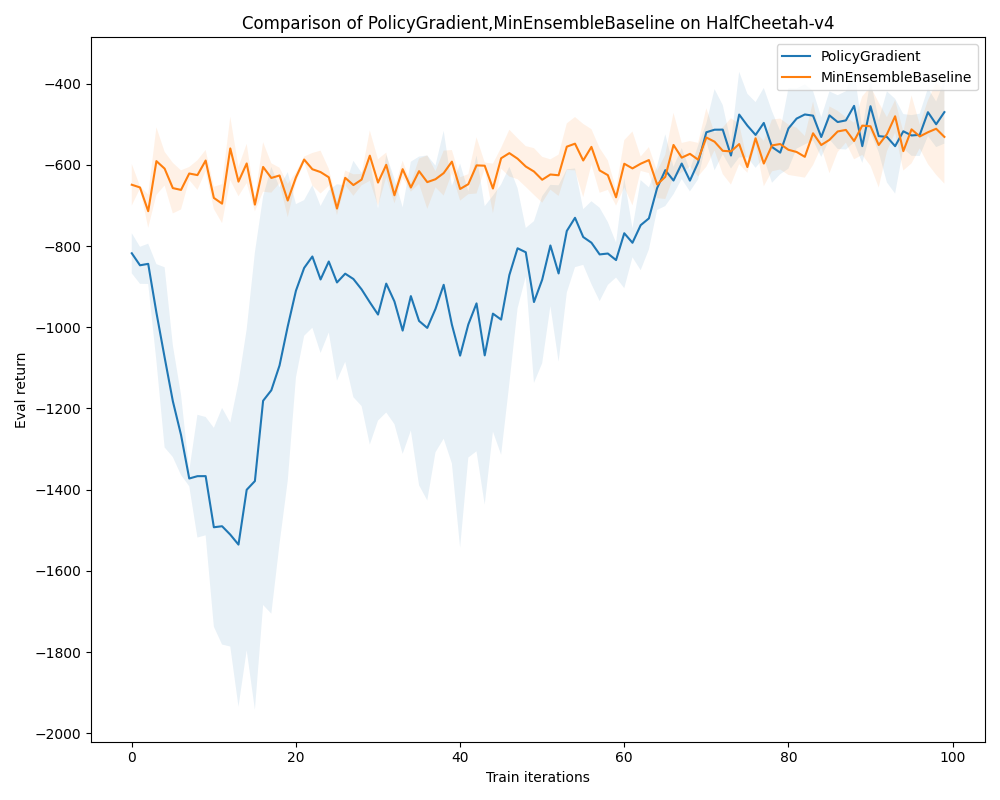 Comparison of PolicyGradient,MinEnsembleBaseline on HalfCheetah-v4
PolicyGradient
MinEnsembleBaseline
Eval return
−400
−600
−800
−1000
−1200
−1400
−1600
−1800
−2000
0 20 40 60 80 100
Train iterations